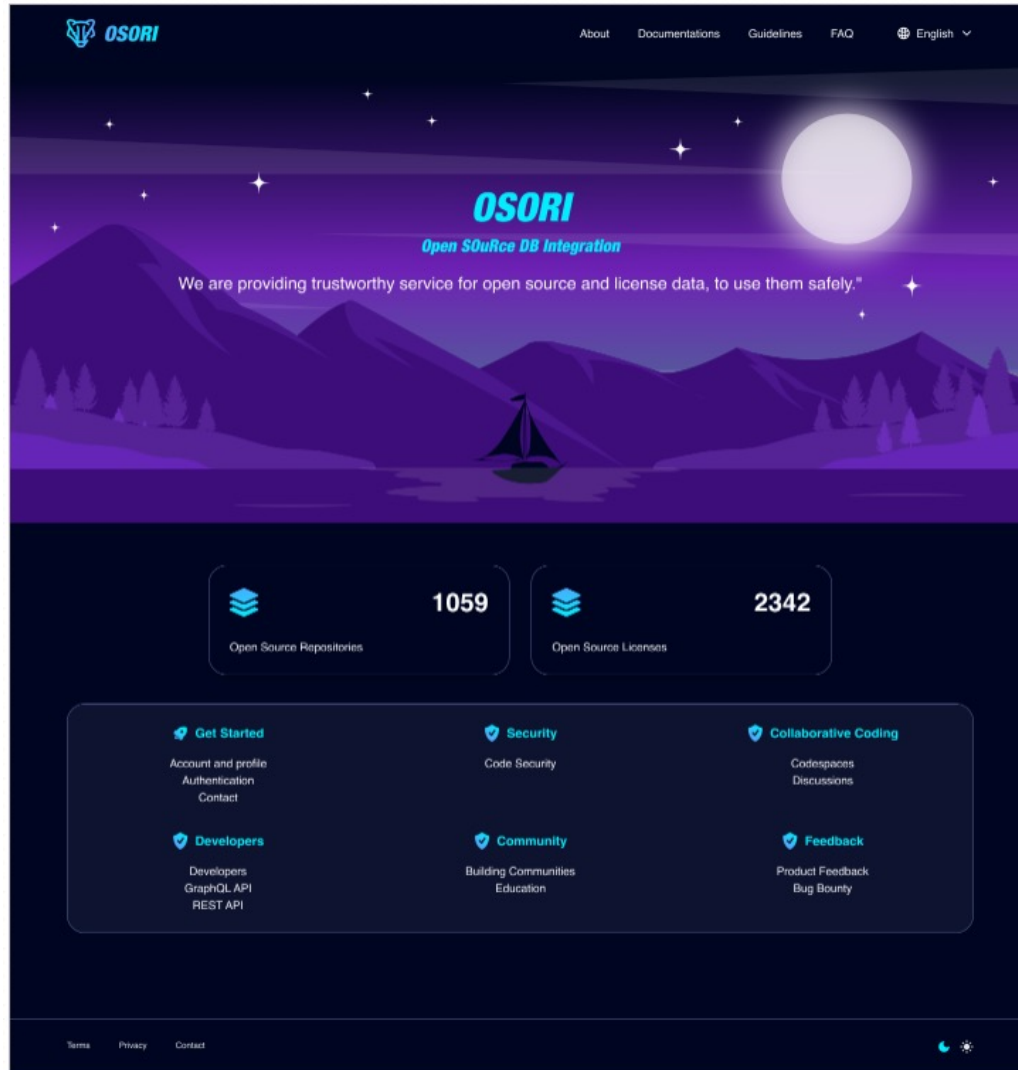 OSORI
About Documentations Guidelines FAQ English
OSORI
Open SOuRce DB Integration
We are providing trustworthy service for open source and license data, to use them safely."
1059
Open Source Repositories
2342
Open Source Licenses
Get Started
Account and profile
Authentication
Contact
Security
Code Security
Collaborative Coding
Codespaces
Discussions
Developers
Developers
GraphQL API
REST API
Community
Building Communities
Education
Feedback
Product Feedback
Bug Bounty
Terms Privacy Contact